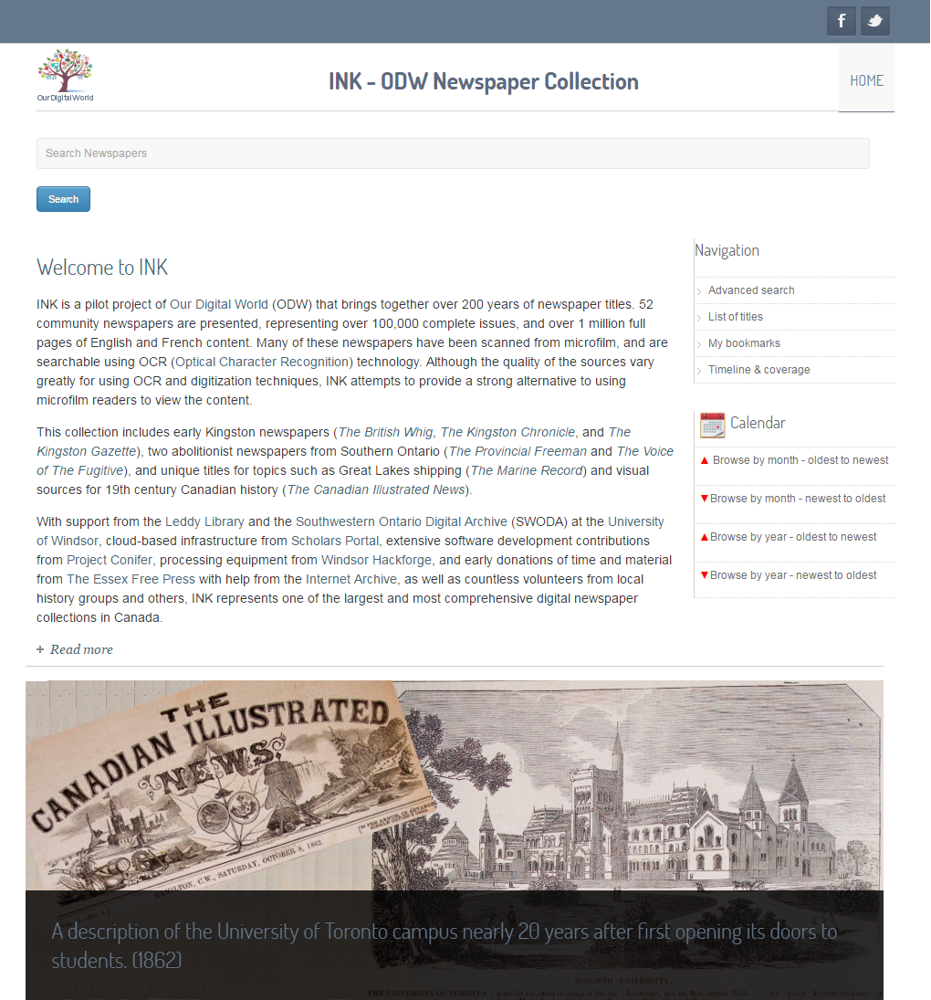 OurDigitalWorld
INK - ODW Newspaper Collection
HOME
Search Newspapers
Search
Welcome to INK
INK is a pilot project of Our Digital World (ODW) that brings together over 200 years of newspaper titles. 52
community newspapers are presented, representing over 100,000 complete issues, and over 1 million full
pages of English and French content. Many of these newspapers have been scanned from microfilm, and are
searchable using OCR (Optical Character Recognition) technology. Although the quality of the sources vary
greatly for using OCR and digitization techniques, INK attempts to provide a strong alternative to using
microfilm readers to view the content.
This collection includes early Kingston newspapers (The British Whig, The Kingston Chronicle, and The
Kingston Gazette), two abolitionist newspapers from Southern Ontario (The Provincial Freeman and The Voice
of The Fugitive), and unique titles for topics such as Great Lakes shipping (The Marine Record) and visual
sources for 19th century Canadian history (The Canadian Illustrated News).
With support from the Leddy Library and the Southwestern Ontario Digital Archive (SWODA) at the University
of Windsor, cloud-based infrastructure from Scholars Portal, extensive software development contributions
from Project Conifer, processing equipment from Windsor Hackforge, and early donations of time and material
from The Essex Free Press with help from the Internet Archive, as well as countless volunteers from local
history groups and others, INK represents one of the largest and most comprehensive digital newspaper
collections in Canada.
+ Read more
Navigation
Advanced search
List of titles
My bookmarks
Timeline & coverage
Calendar
▲ Browse by month - oldest to newest
▼Browse by month - newest to oldest
▲Browse by year - oldest to newest
▼Browse by year - newest to oldest
THE
CANADIAN ILLUSTRATED
NEWS.
HAMILTON, C.W., SATURDAY, OCTOBER 8, 1862.
A description of the University of Toronto campus nearly 20 years after first opening its doors to
students. (1862)
TORONTO UNIVERSITY.
THE UNIVERSITY OF TORONTO